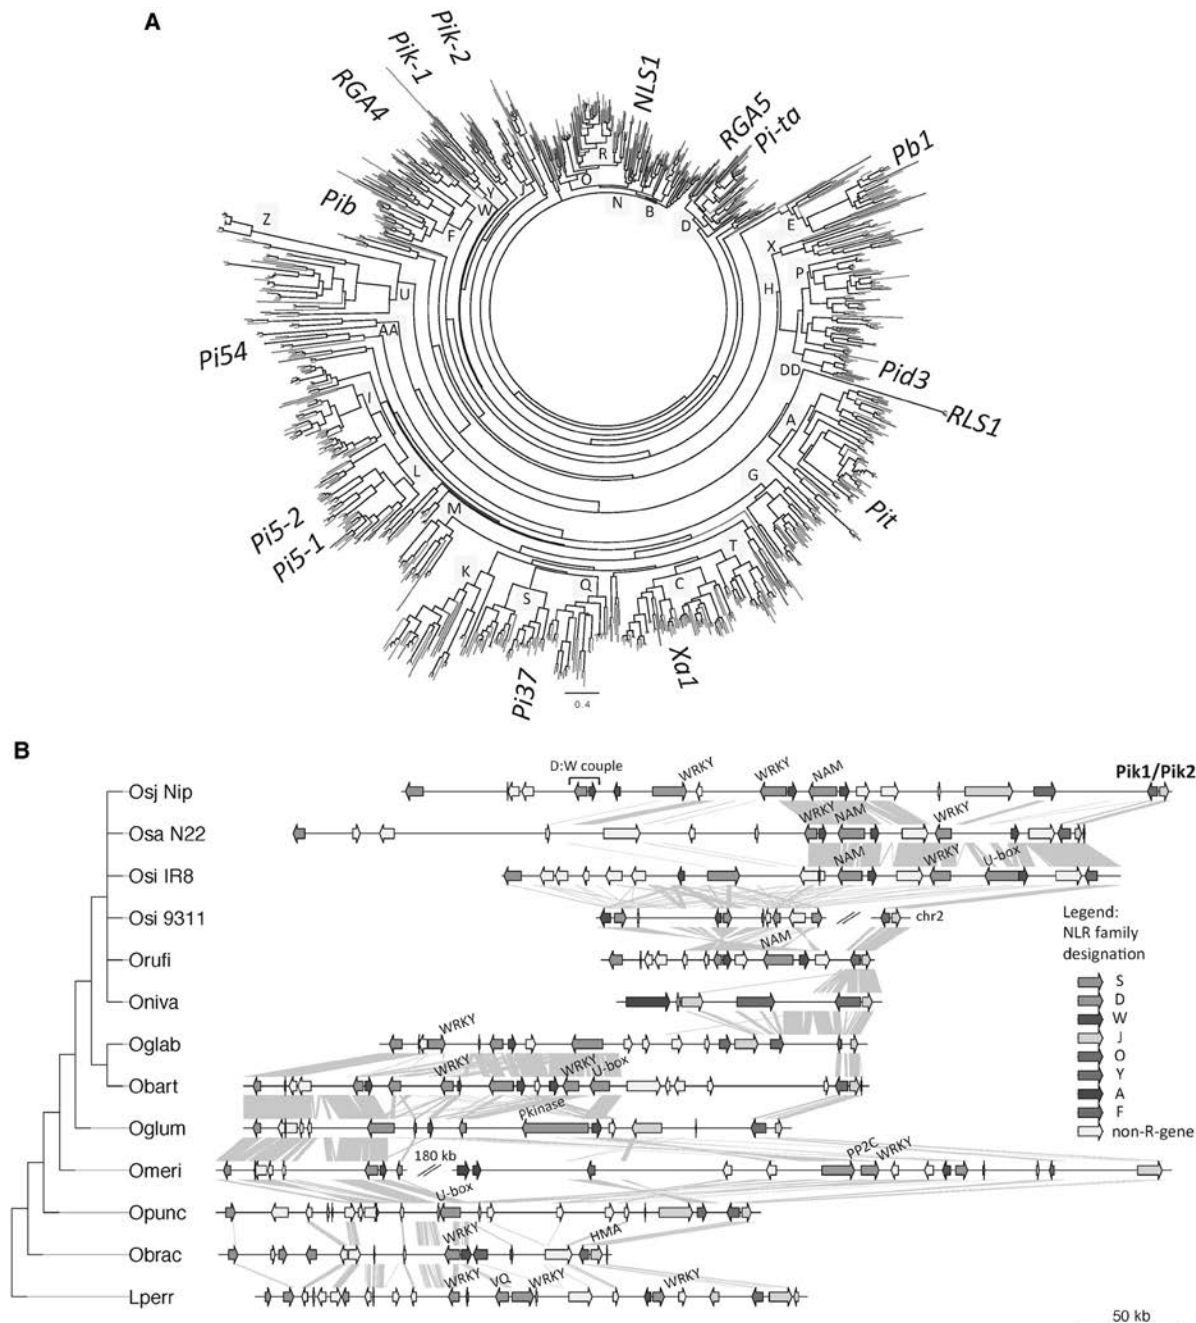 A
Pik-2
Pik-1
RGA4
NLS1
RGA5
Pi-ta
Pb1
Pib
Z
R
O
J
Y
W
F
N
B
D
E
X
P
H
U
AA
Pi54
DD
Pid3
RLS1
I
A
L
G
Pit
M
Pi5-2
Pi5-1
T
K
S
Q
C
Pi37
Xa1
0.4
B
D:W couple
WRKY
WRKY
NAM
Pik1/Pik2
Osj Nip
WRKY
NAM
WRKY
Osa N22
NAM
WRKY
U-box
Osi IR8
Osi 9311
chr2
NAM
Orufi
Oniva
WRKY
Oglab
WRKY
WRKY
U-box
Obart
Pkinase
Oglum
180 kb
PP2C
WRKY
Omeri
U-box
Opunc
WRKY
HMA
Obrac
WRKY
VQ
WRKY
WRKY
Lperr
Legend:
NLR family
designation
S
D
W
J
O
Y
A
F
non-R-gene
50 kb